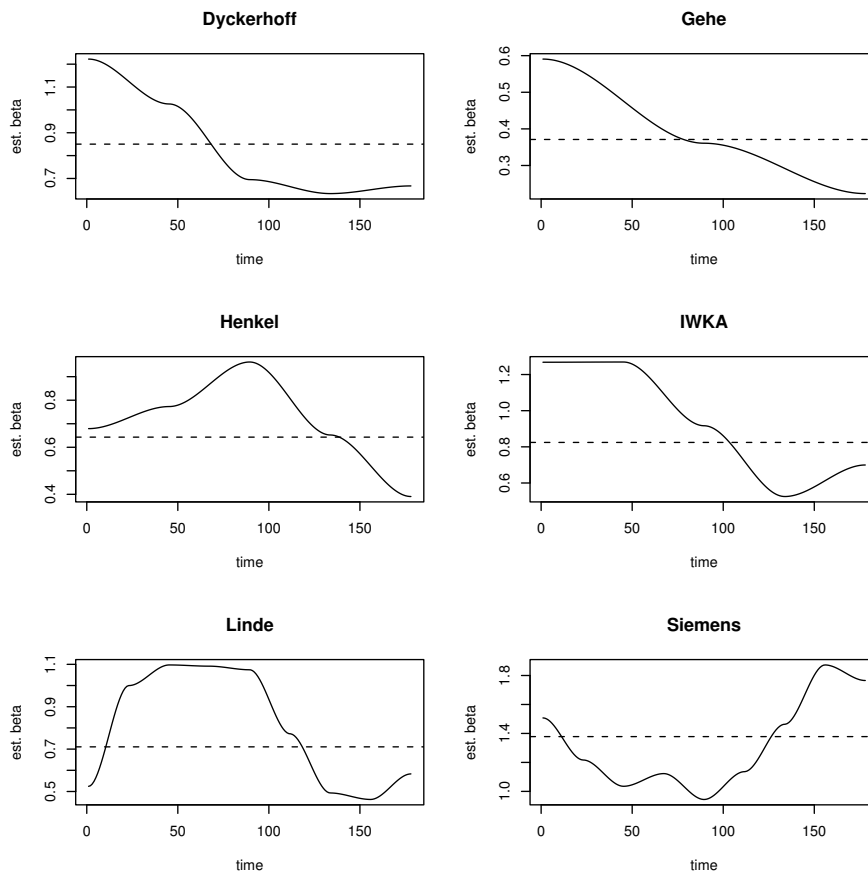 Dyckerhoff
est. beta
0.7 0.9 1.1
0 50 100 150
time
Gehe
est. beta
0.3 0.4 0.5 0.6
0 50 100 150
time
Henkel
est. beta
0.4 0.6 0.8
0 50 100 150
time
IWKA
est. beta
0.6 0.8 1.0 1.2
0 50 100 150
time
Linde
est. beta
0.5 0.7 0.9 1.1
0 50 100 150
time
Siemens
est. beta
1.0 1.4 1.8
0 50 100 150
time